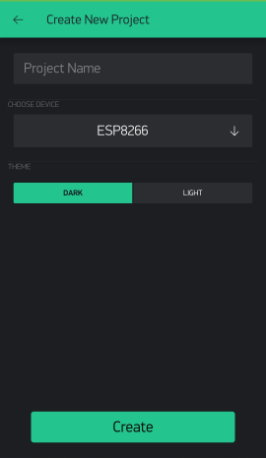 Create New Project
Project Name
CHOOSE DEVICE
ESP8266
THEME
DARK LIGHT
Create